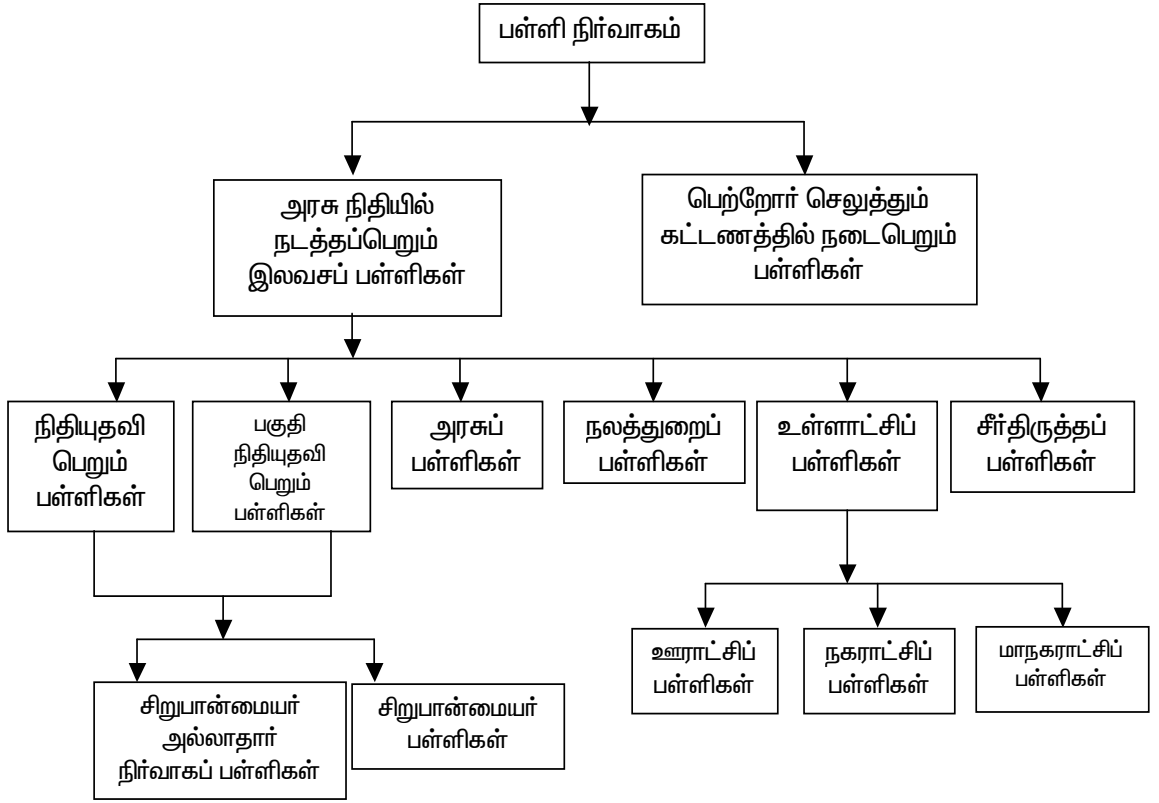 பள்ளி நிர்வாகம்
அரசு நிதியில்
நடத்தப்பெறும்
இலவசப் பள்ளிகள்
பெற்றோர் செலுத்தும்
கட்டணத்தில் நடைபெறும்
பள்ளிகள்
நிதியுதவி
பெறும்
பள்ளிகள்
பகுதி
நிதியுதவி
பெறும்
பள்ளிகள்
அரசுப்
பள்ளிகள்
நலத்துறைப்
பள்ளிகள்
உள்ளாட்சிப்
பள்ளிகள்
சீர்திருத்தப்
பள்ளிகள்
சிறுபான்மையர்
அல்லாதார்
நிர்வாகப் பள்ளிகள்
சிறுபான்மையர்
பள்ளிகள்
ஊராட்சிப்
பள்ளிகள்
நகராட்சிப்
பள்ளிகள்
மாநகராட்சிப்
பள்ளிகள்